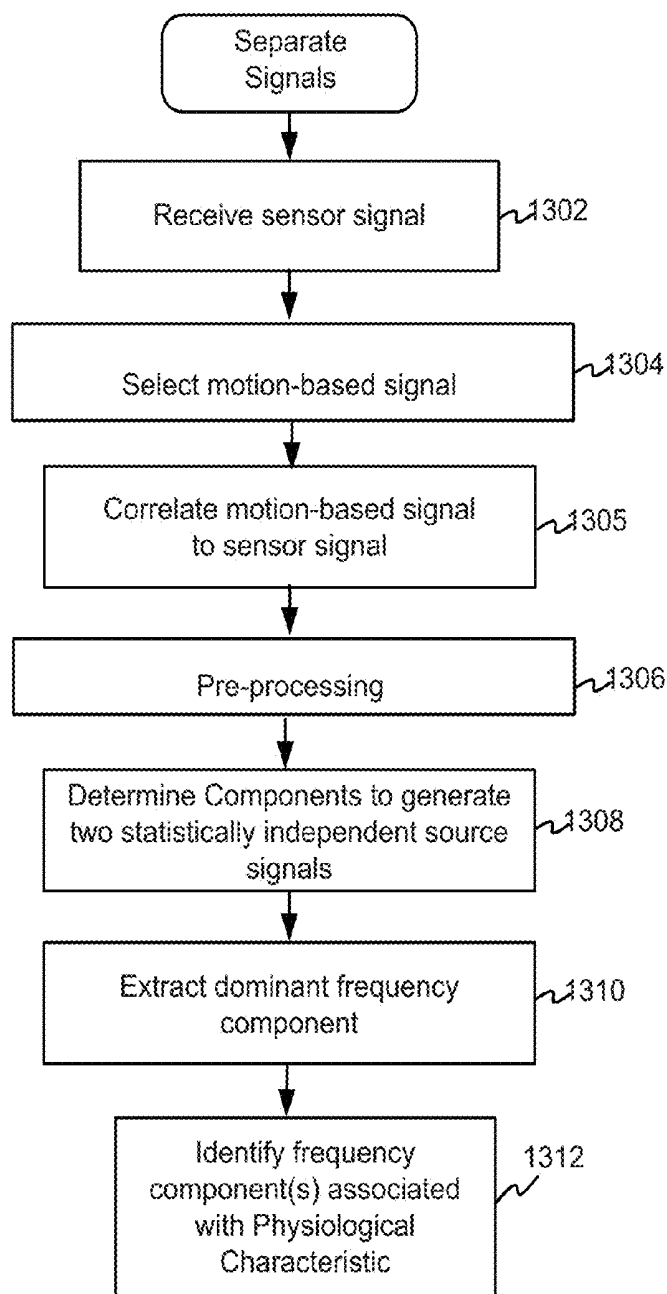 Separate
Signals
Receive sensor signal
1302
Select motion-based signal
1304
Correlate motion-based signal
to sensor signal
1305
Pre-processing
1306
Determine Components to generate
two statistically independent source
signals
1308
Extract dominant frequency
component
1310
Identify frequency
component(s) associated
with Physiological
Characteristic
1312